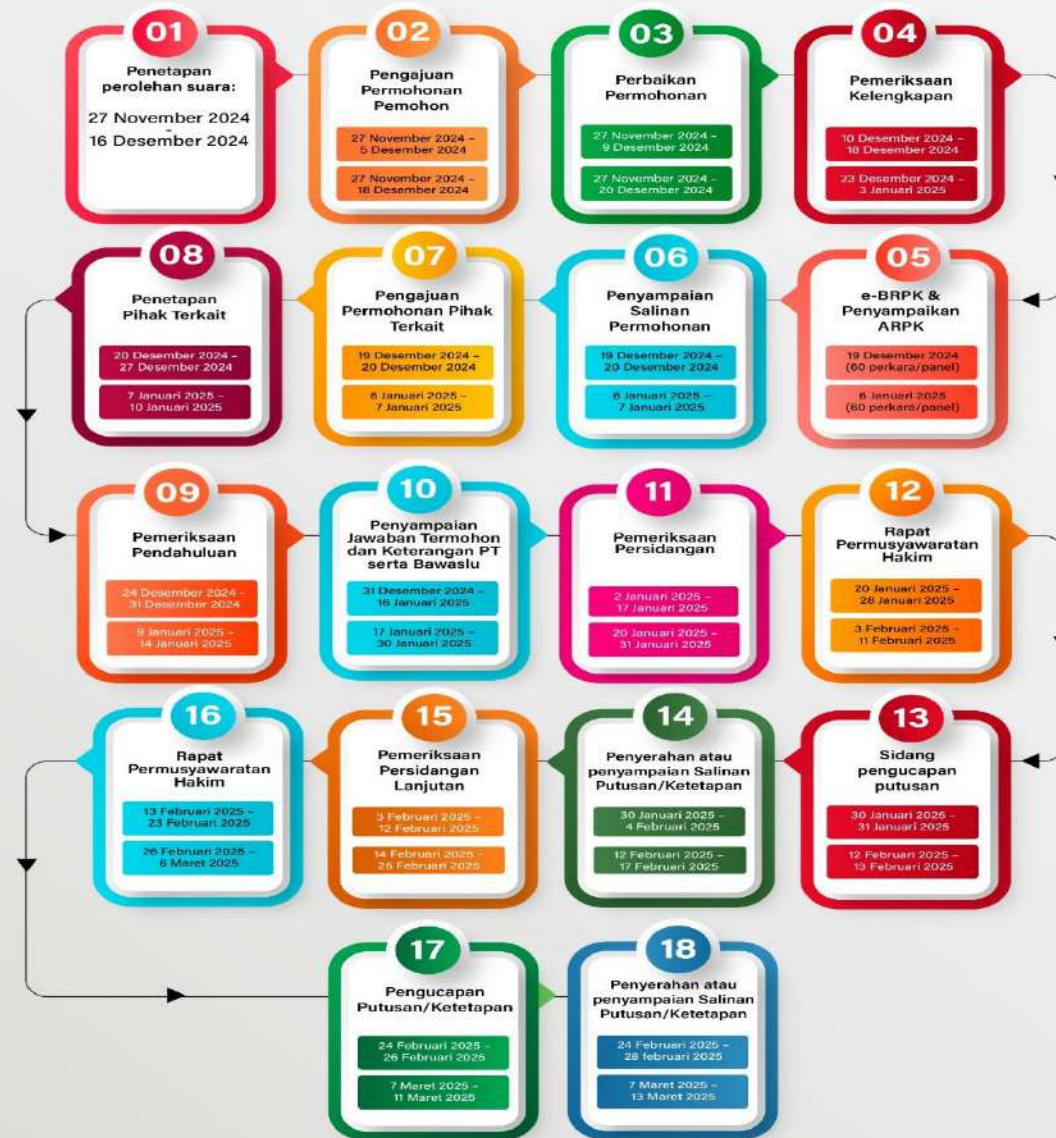 01
Penetapan
perolehan suara:
27 November 2024
-
16 Desember 2024
02
Pengajuan
Permohonan
Pemohon
27 November 2024 –
5 Desember 2024
27 November 2024 –
18 Desember 2024
03
Perbaikan
Permohonan
27 November 2024 –
9 Desember 2024
27 November 2024 –
20 Desember 2024
04
Pemeriksaan
Kelengkapan
10 Desember 2024 –
18 Desember 2024
23 Desember 2024 –
3 Januari 2025
05
e-BRPK &
Penyampaikan
ARPK
19 Desember 2024
(60 perkara/panel)
6 Januari 2025
(60 perkara/panel)
06
Penyampaian
Salinan
Permohonan
19 Desember 2024 –
20 Desember 2024
6 Januari 2025 –
7 Januari 2025
07
Pengajuan
Permohonan Pihak
Terkait
19 Desember 2024 –
20 Desember 2024
6 Januari 2025 –
7 Januari 2025
08
Penetapan
Pihak Terkait
20 Desember 2024 –
27 Desember 2024
7 Januari 2025 –
10 Januari 2025
09
Pemeriksaan
Pendahuluan
24 Desember 2024 –
31 Desember 2024
9 Januari 2025 –
14 Januari 2025
10
Penyampaian
Jawaban Termohon
dan Keterangan PT
serta Bawaslu
31 Desember 2024 –
16 Januari 2025
17 Januari 2025 –
30 Januari 2025
11
Pemeriksaan
Persidangan
2 Januari 2025 –
17 Januari 2025
20 Januari 2025 –
31 Januari 2025
12
Rapat
Permusyawaratan
Hakim
20 Januari 2025 –
28 Januari 2025
3 Februari 2025 –
11 Februari 2025
13
Sidang
pengucapan
putusan
30 Januari 2025 –
31 Januari 2025
12 Februari 2025 –
13 Februari 2025
14
Penyerahan atau
penyampaian Salinan
Putusan/Ketetapan
30 Januari 2025 –
4 Februari 2025
12 Februari 2025 –
17 Februari 2025
15
Pemeriksaan
Persidangan
Lanjutan
3 Februari 2025 –
12 Februari 2025
14 Februari 2025 –
25 Februari 2025
16
Rapat
Permusyawaratan
Hakim
13 Februari 2025 –
23 Februari 2025
26 Februari 2025 –
6 Maret 2025
17
Pengucapan
Putusan/Ketetapan
24 Februari 2025 –
26 Februari 2025
7 Maret 2025 –
11 Maret 2025
18
Penyerahan atau
penyampaian Salinan
Putusan/Ketetapan
24 Februari 2025 –
28 februari 2025
7 Maret 2025 –
13 Maret 2025